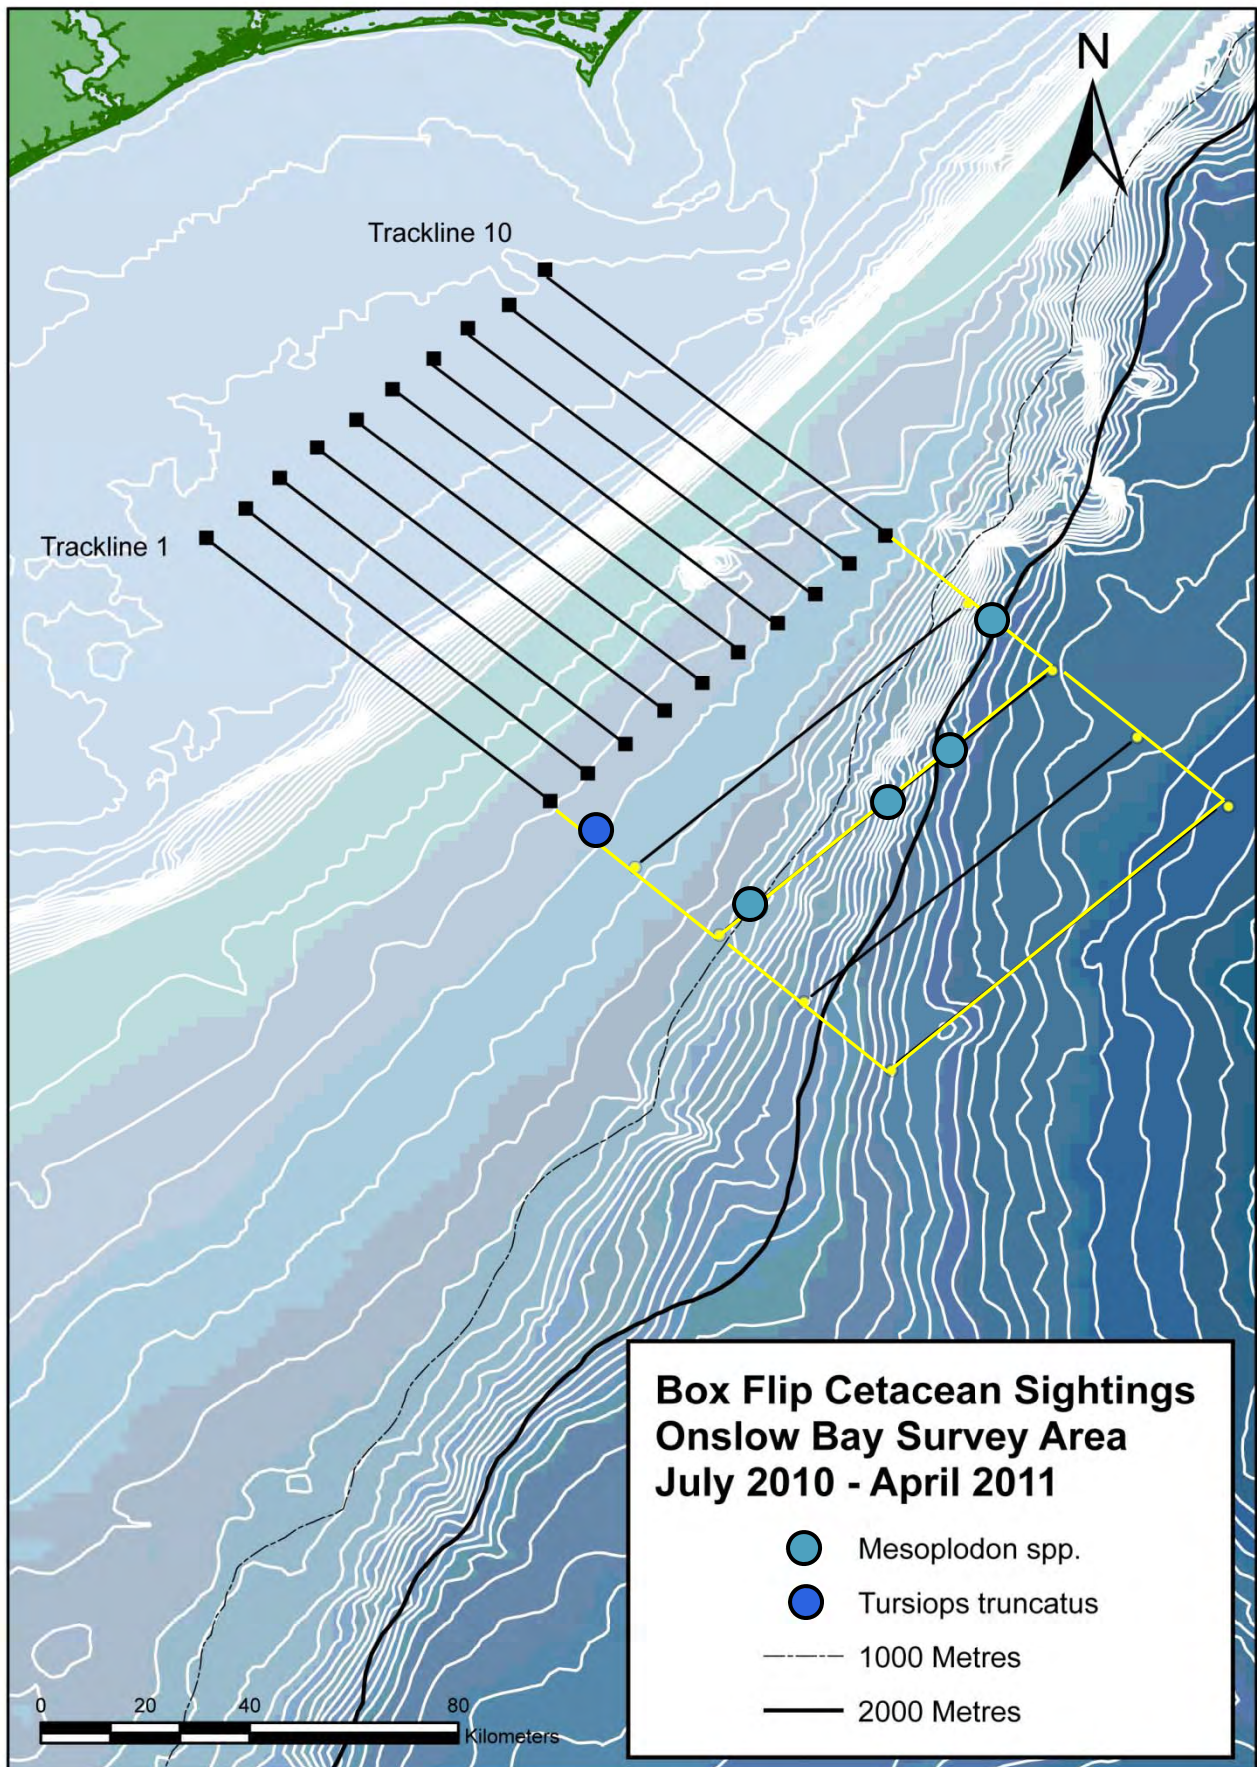 N
Trackline 10
Trackline 1
Box Flip Cetacean Sightings
Onslow Bay Survey Area
July 2010 - April 2011
Mesoplodon spp.
Tursiops truncatus
1000 Metres
2000 Metres
0 20 40 80
Kilometers